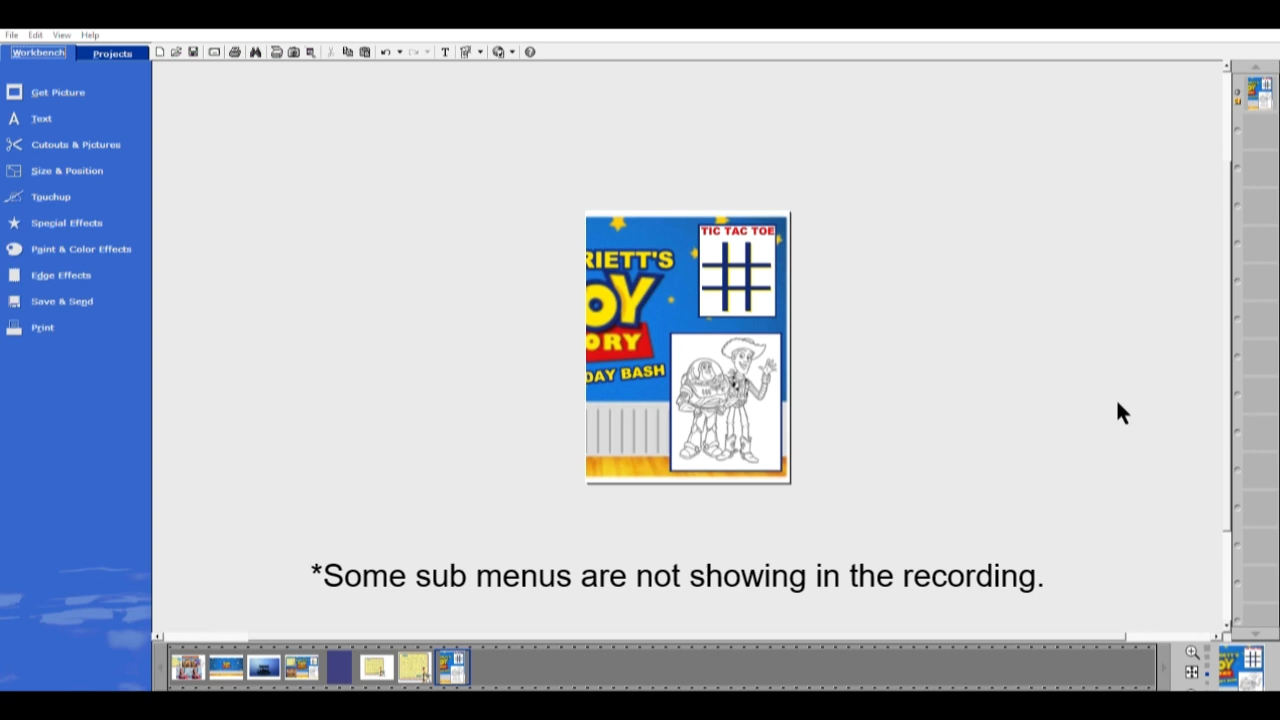 File Edit View Help
Workbench Projects
T
Get Picture
A Text
Cutouts & Pictures
Size & Position
Touchup
Special Effects
Paint & Color Effects
Edge Effects
Save & Send
Print
TIC TAC TOE
RIETT'S
OY
ORY
DAY BASH
*Some sub menus are not showing in the recording.